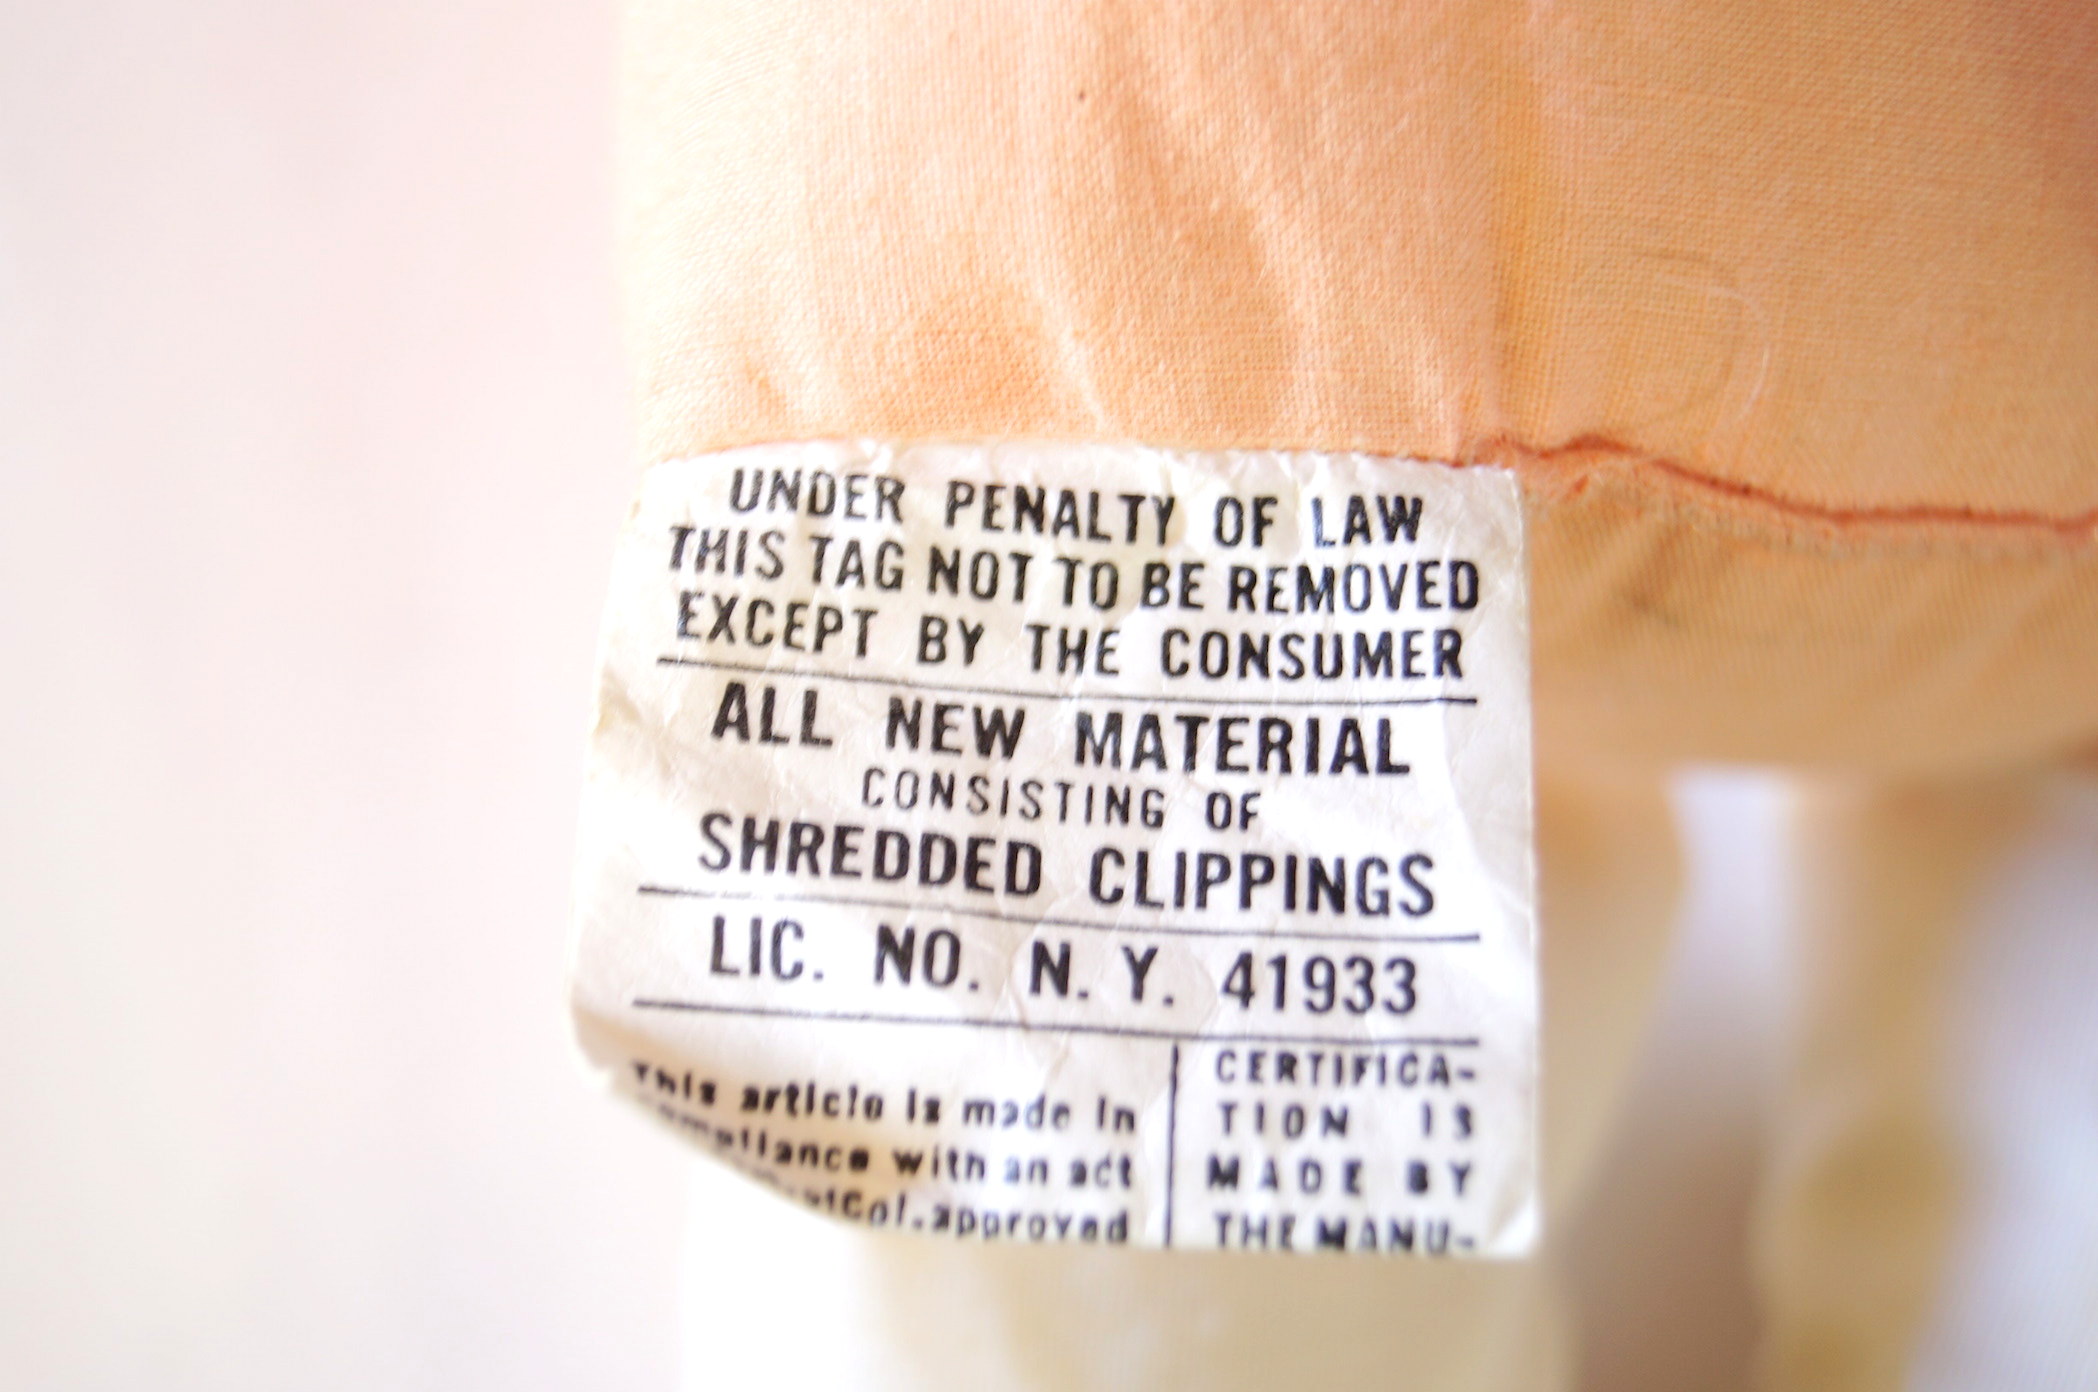 UNDER PENALTY OF LAW
THIS TAG NOT TO BE REMOVED
EXCEPT BY THE CONSUMER
ALL NEW MATERIAL
CONSISTING OF
SHREDDED CLIPPINGS
LIC. NO. N. Y. 41933
This article is made in
with an act
Col. approved
CERTIFICA-
TION IS
MADE BY
THE MANU-